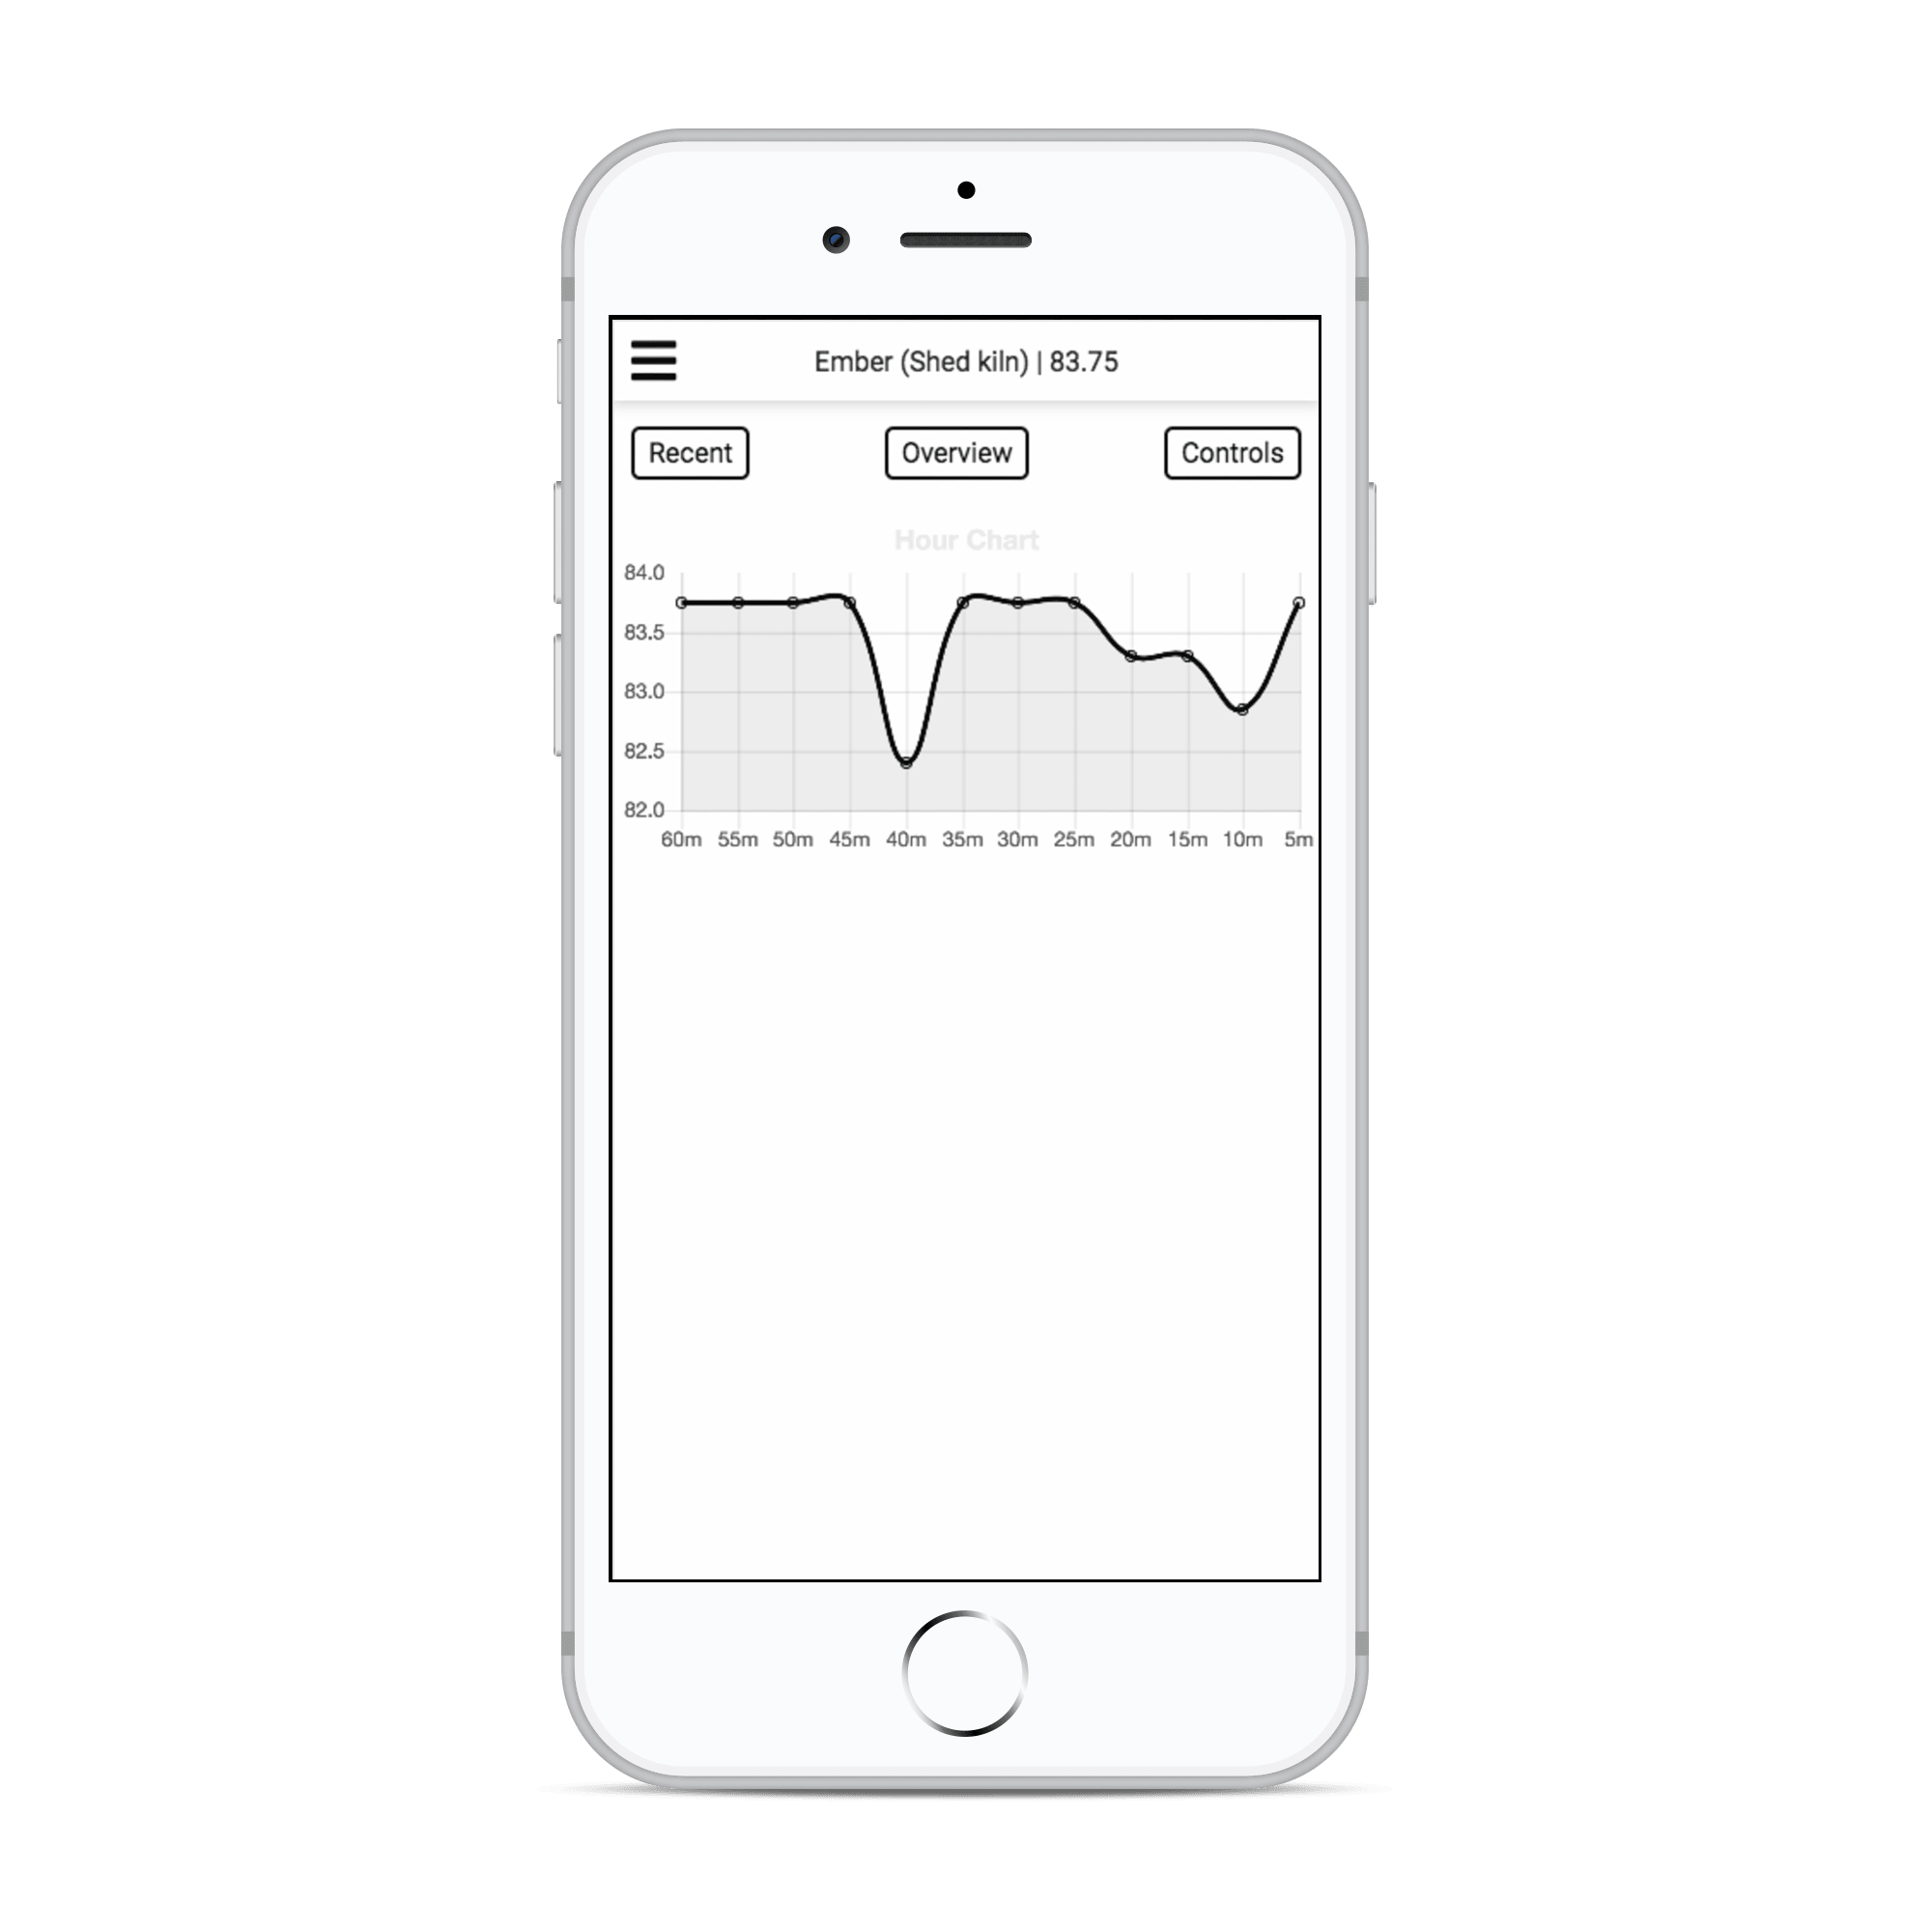 Ember (Shed kiln) | 83.75
Recent Overview Controls
Hour Chart
84.0
83.5
83.0
82.5
82.0
60m 55m 50m 45m 40m 35m 30m 25m 20m 15m 10m 5m